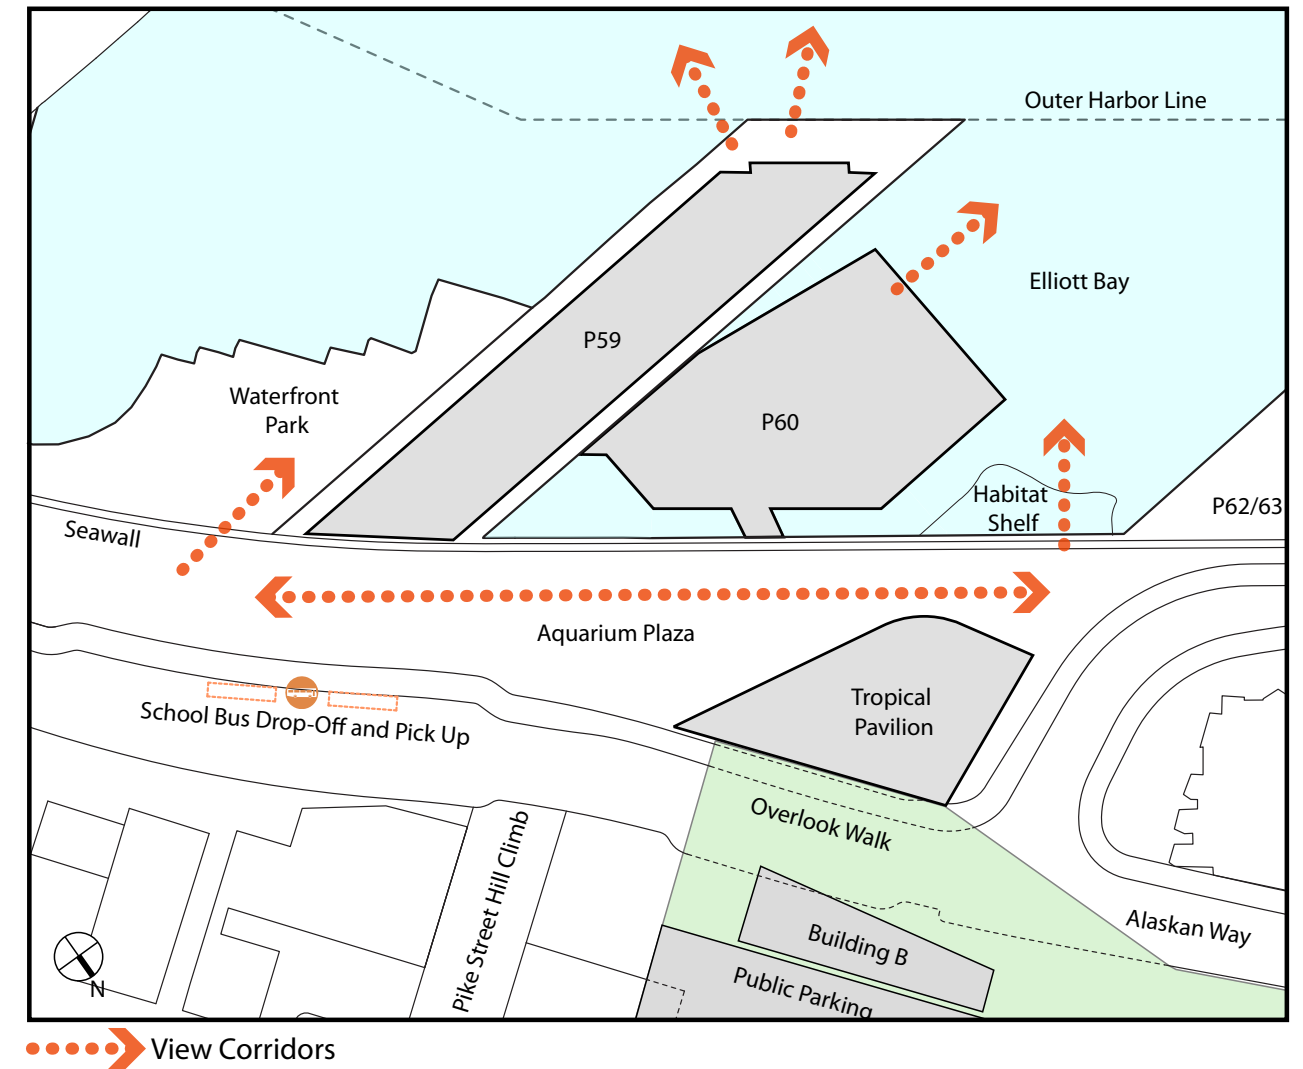 Outer Harbor Line
Elliott Bay
P59
Waterfront
Park
P60
Habitat
Shelf
P62/63
Seawall
Aquarium Plaza
Tropical
Pavilion
School Bus Drop-Off and Pick Up
Overlook Walk
Pike Street Hill Climb
Building B
Alaskan Way
Public Parking
N
View Corridors